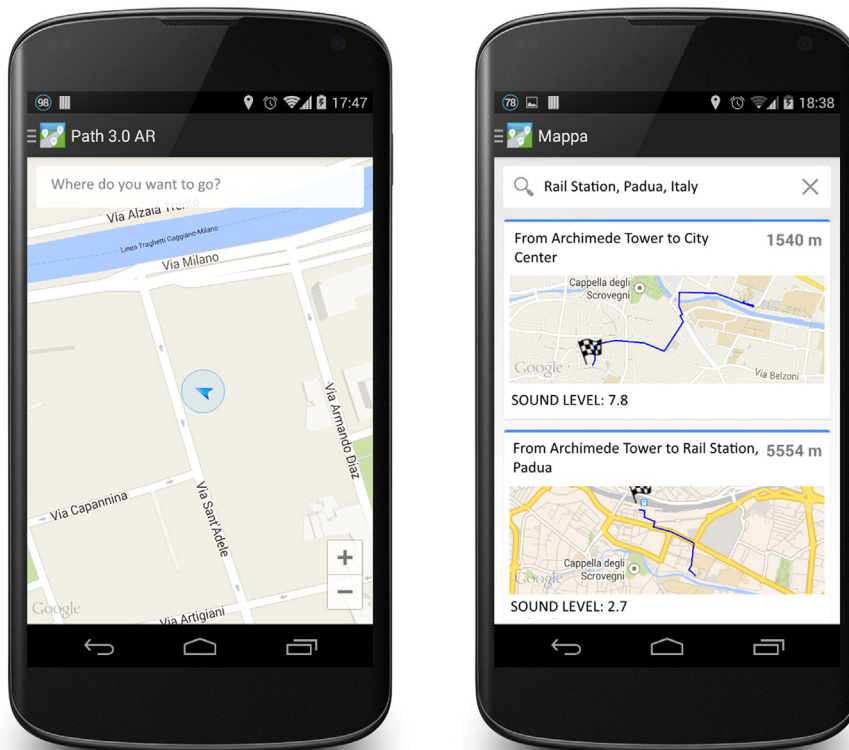 98
17:47
Path 3.0 AR
Where do you want to go?
Via Alzaia Trento
Linea Traghetti Gaggiano-Milano
Via Milano
Via Armando Diaz
Via Capannina
Via Sant'Adele
Google
Via Artigiani
78
18:38
Mappa
Rail Station, Padua, Italy
From Archimede Tower to City
Center
1540 m
Cappella degli
Scrovegni
Google
Via Belzoni
SOUND LEVEL: 7.8
From Archimede Tower to Rail Station,
Padua
5554 m
Cappella degli
Scrovegni
Google
SOUND LEVEL: 2.7